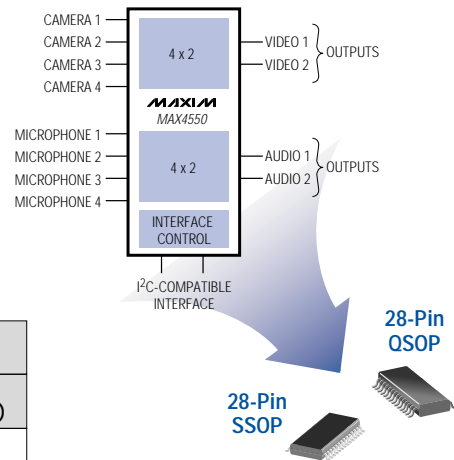 CAMERA 1
CAMERA 2
CAMERA 3
CAMERA 4
4 x 2
VIDEO 1
VIDEO 2
OUTPUTS
MAXIM
MAX4550
MICROPHONE 1
MICROPHONE 2
MICROPHONE 3
MICROPHONE 4
4 x 2
AUDIO 1
AUDIO 2
OUTPUTS
INTERFACE
CONTROL
I²C-COMPATIBLE
INTERFACE
28-Pin
QSOP
28-Pin
SSOP
)